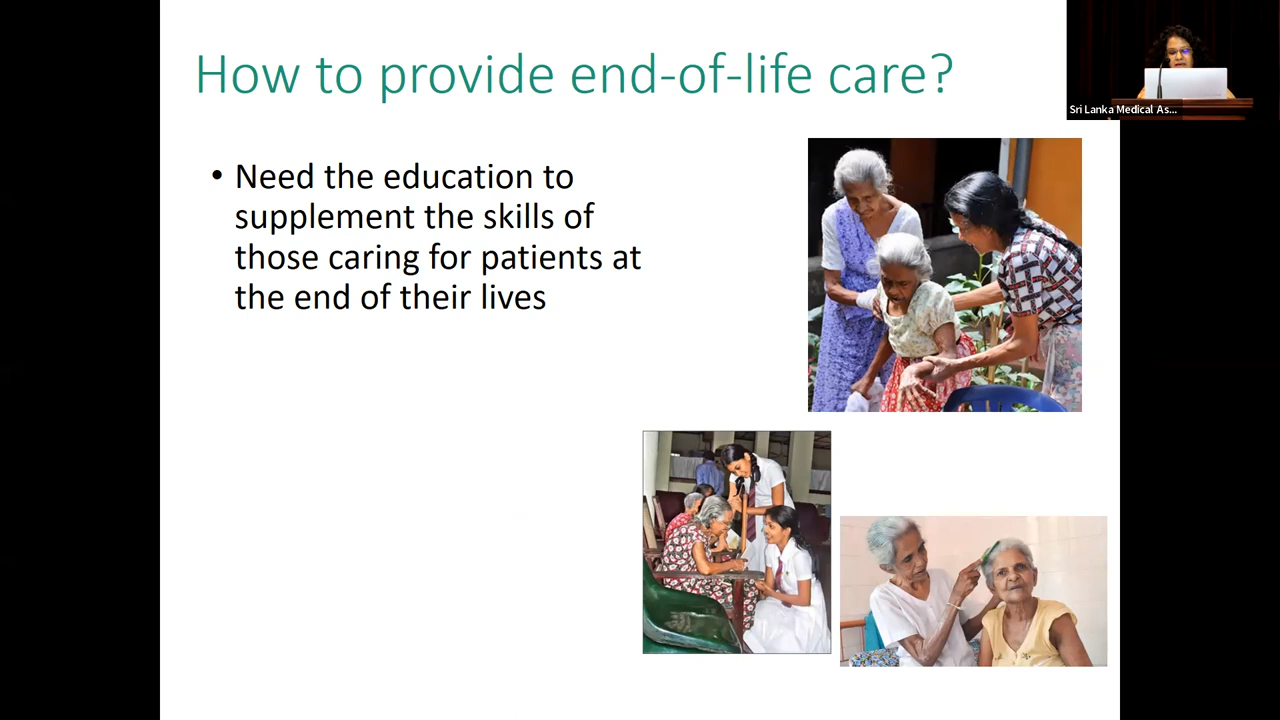 How to provide end-of-life care?
Sri Lanka Medical As...
• Need the education to
supplement the skills of
those caring for patients at
the end of their lives